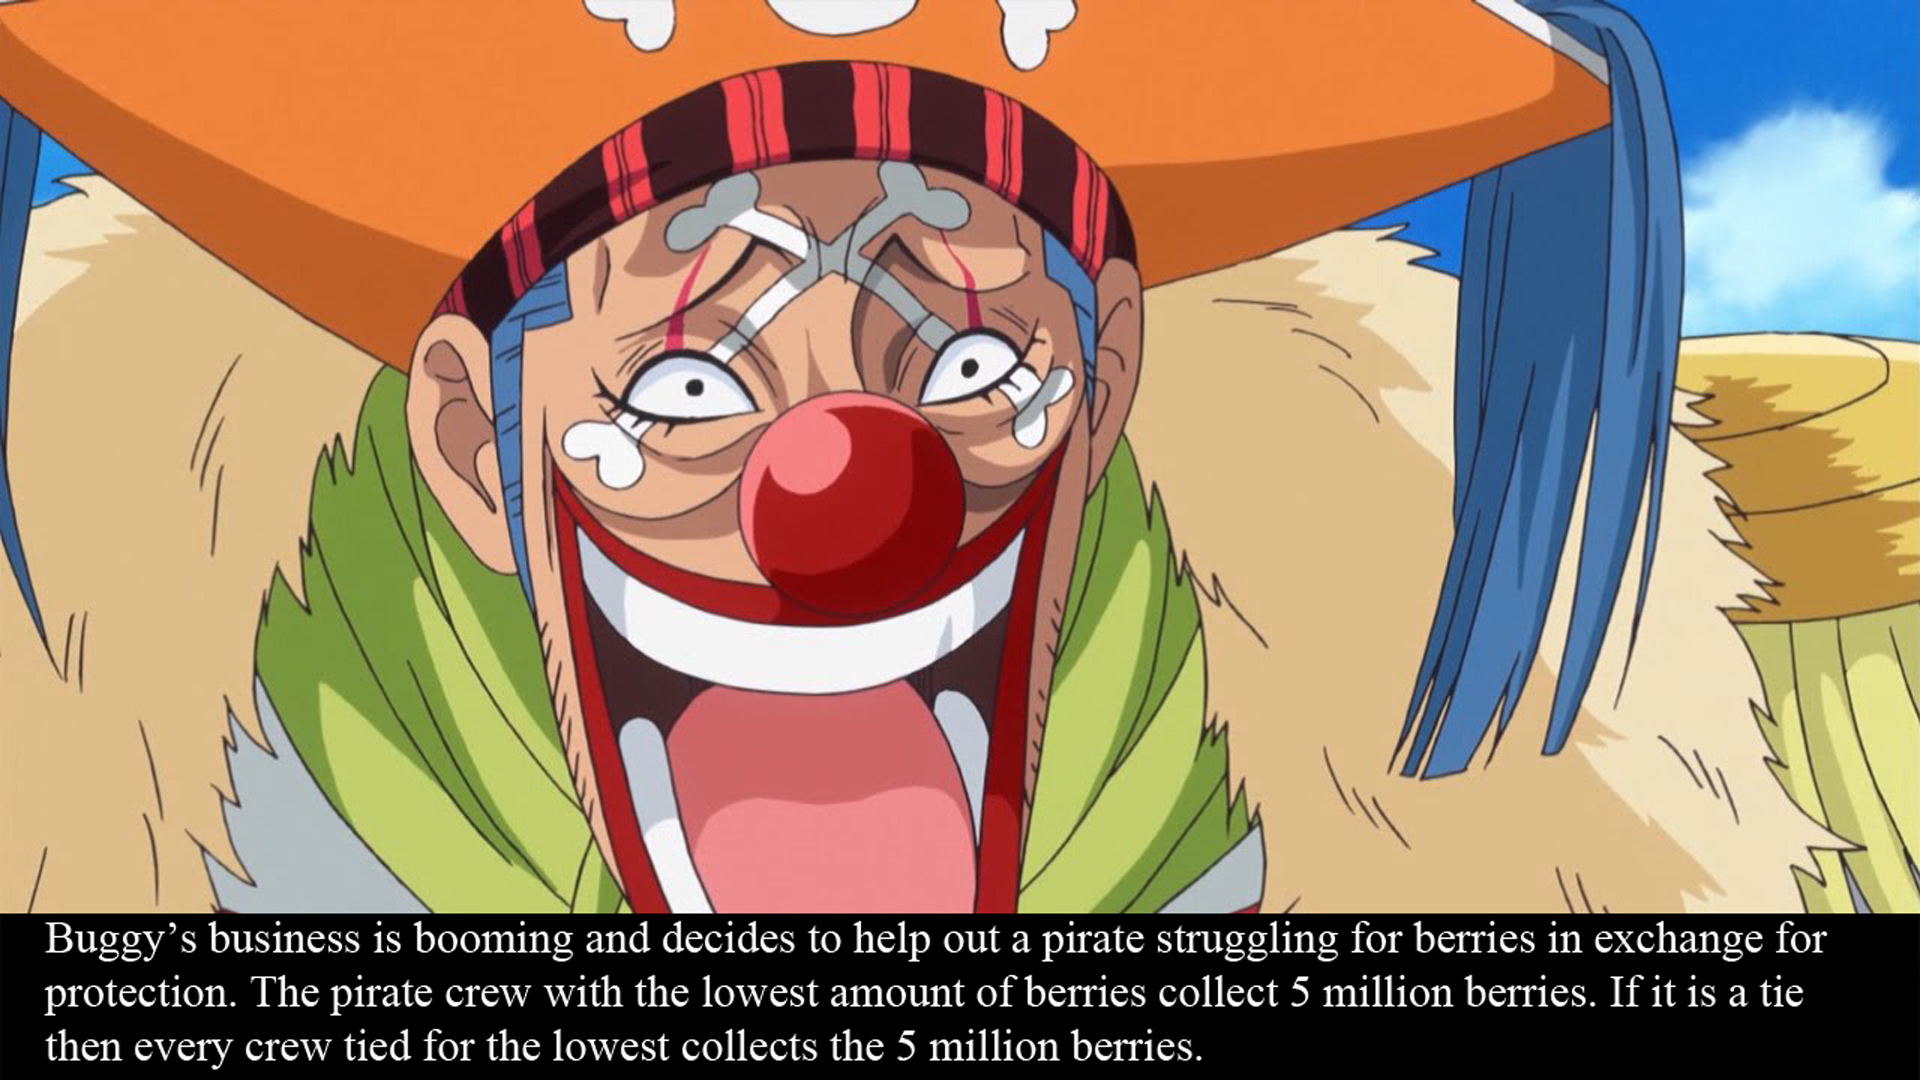 Buggy’s business is booming and decides to help out a pirate struggling for berries in exchange for
protection. The pirate crew with the lowest amount of berries collect 5 million berries. If it is a tie
then every crew tied for the lowest collects the 5 million berries.